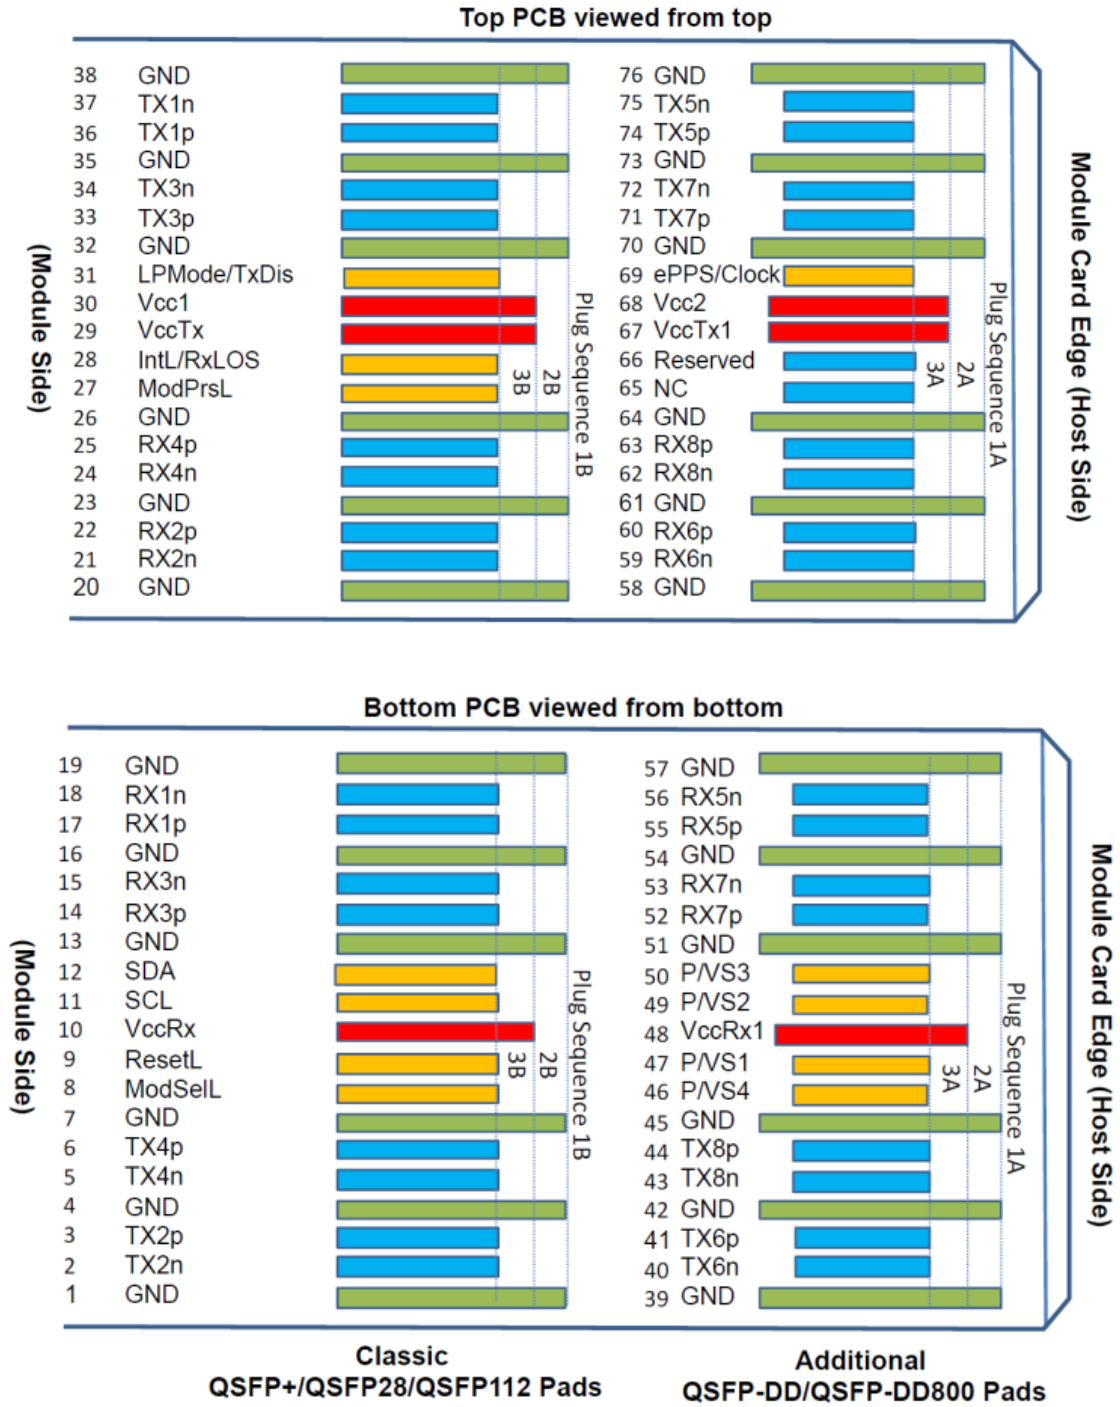 Top PCB viewed from top
38 GND 76 GND
37 TX1n 75 TX5n
36 TX1p 74 TX5p
35 GND 73 GND
34 TX3n 72 TX7n
33 TX3p 71 TX7p
32 GND 70 GND
31 LPMode/TxDis 69 ePPS/Clock
30 Vcc1 68 Vcc2
29 VccTx 67 VccTx1
28 IntL/RxLOS 66 Reserved
27 ModPrsL 65 NC
26 GND 64 GND
25 RX4p 63 RX8p
24 RX4n 62 RX8n
23 GND 61 GND
22 RX2p 60 RX6p
21 RX2n 59 RX6n
20 GND 58 GND
(Module Side)
3B
2B
Plug Sequence 1B
3A
2A
Plug Sequence 1A
Module Card Edge (Host Side)
Bottom PCB viewed from bottom
19 GND 57 GND
18 RX1n 56 RX5n
17 RX1p 55 RX5p
16 GND 54 GND
15 RX3n 53 RX7n
14 RX3p 52 RX7p
13 GND 51 GND
12 SDA 50 P/VS3
11 SCL 49 P/VS2
10 VccRx 48 VccRx1
9 ResetL 47 P/VS1
8 ModSelL 46 P/VS4
7 GND 45 GND
6 TX4p 44 TX8p
5 TX4n 43 TX8n
4 GND 42 GND
3 TX2p 41 TX6p
2 TX2n 40 TX6n
1 GND 39 GND
(Module Side)
3B
2B
Plug Sequence 1B
3A
2A
Plug Sequence 1A
Module Card Edge (Host Side)
Classic
QSFP+/QSFP28/QSFP112 Pads
Additional
QSFP-DD/QSFP-DD800 Pads